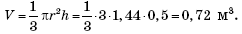 V = 1/3 πr²h = 1/3 · 3 · 1,44 · 0,5 = 0,72 м³.